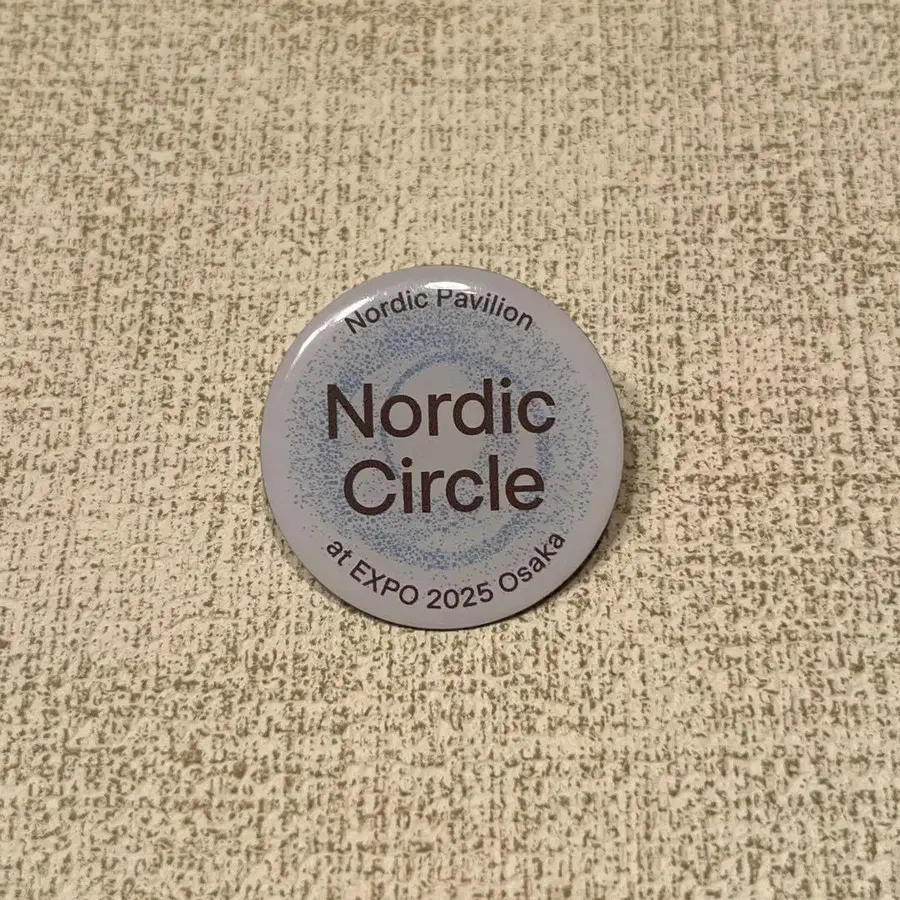 Nordic Pavilion
Nordic
Circle
at EXPO 2025 Osaka